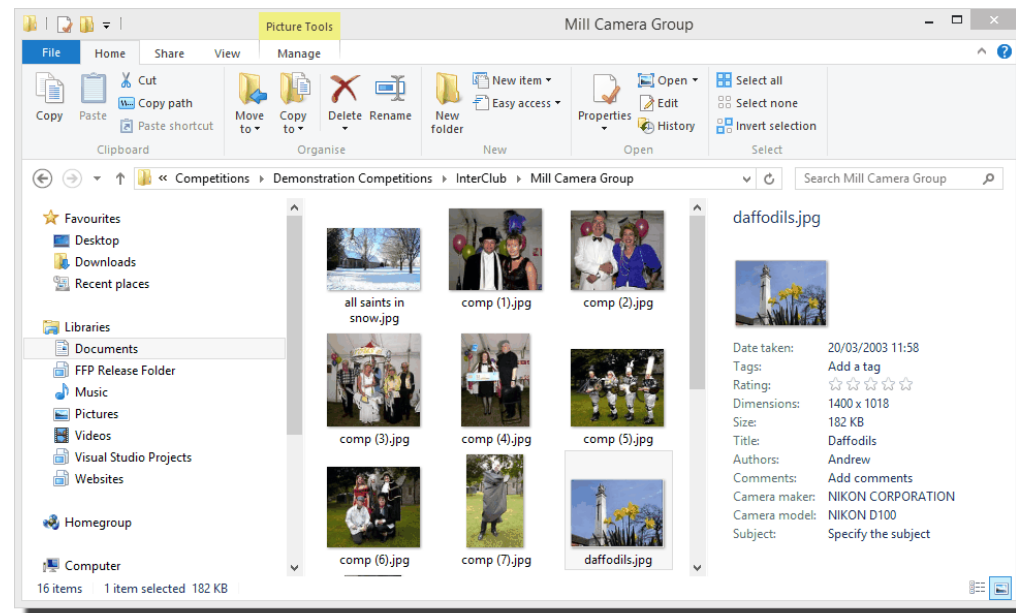 Picture Tools
Mill Camera Group
File Home Share View Manage
Copy
Paste
Cut
Copy path
Paste shortcut
Clipboard
Move to
Copy to
Delete
Rename
Organise
New folder
New item
Easy access
New
Properties
Open
Edit
History
Open
Select all
Select none
Invert selection
Select
« Competitions Demonstration Competitions InterClub Mill Camera Group
Search Mill Camera Group
Favourites
Desktop
Downloads
Recent places
Libraries
Documents
FFP Release Folder
Music
Pictures
Videos
Visual Studio Projects
Websites
Homegroup
Computer
all saints in
snow.jpg
comp (1).jpg
comp (2).jpg
comp (3).jpg
comp (4).jpg
comp (5).jpg
comp (6).jpg
comp (7).jpg
daffodils.jpg
daffodils.jpg
Date taken: 20/03/2003 11:58
Tags: Add a tag
Rating:
Dimensions: 1400 x 1018
Size: 182 KB
Title: Daffodils
Authors: Andrew
Comments: Add comments
Camera maker: NIKON CORPORATION
Camera model: NIKON D100
Subject: Specify the subject
16 items 1 item selected 182 KB